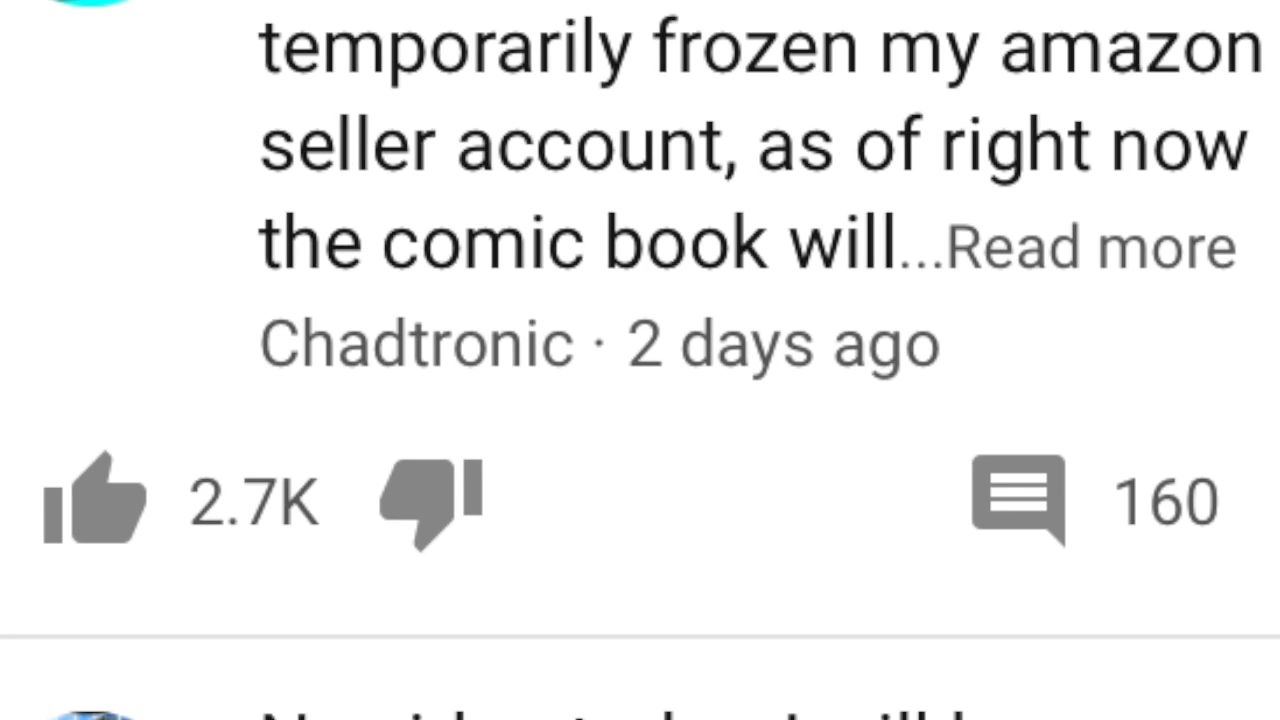 temporarily frozen my amazon
seller account, as of right now
the comic book will...Read more
Chadtronic · 2 days ago
2.7K 160